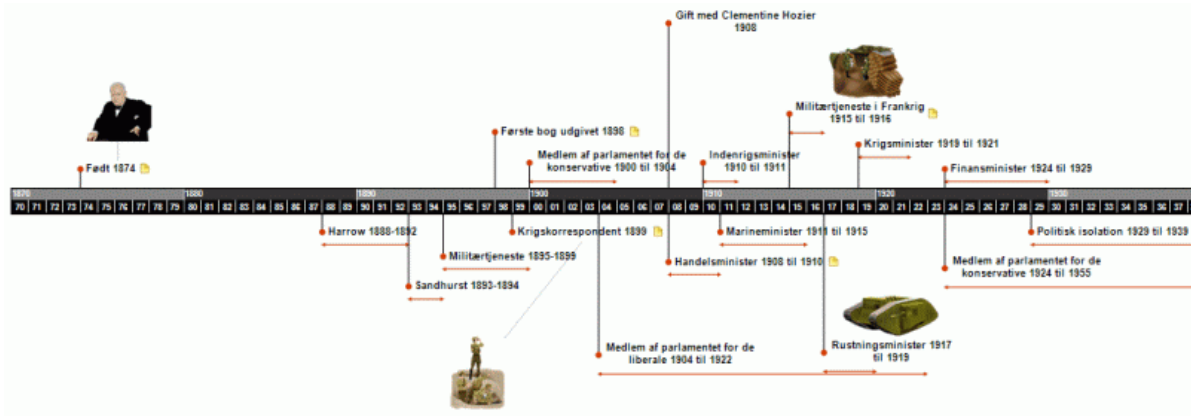 Gift med Clementine Hozier
1908
Militærtjeneste i Frankrig
1915 til 1916
Første bog udgivet 1898
Krigsminister 1919 til 1921
Medlem af parlamentet for de
konservative 1900 til 1904
Indenrigsminister
1910 til 1911
Født 1874
Finansminister 1924 til 1929
1870 1880 1890 1900 1910 1920 1930
70 71 72 73 74 75 76 77 78 79 80 81 82 83 84 85 86 87 88 89 90 91 92 93 94 95 96 97 98 99 00 01 02 03 04 05 06 07 08 09 10 11 12 13 14 15 16 17 18 19 20 21 22 23 24 25 26 27 28 29 30 31 32 33 34 35 36 37
Harrow 1888-1892
Krigskorrespondent 1899
Marineminister 1911 til 1915
Politisk isolation 1929 til 1939
Militærtjeneste 1895-1899
Handelsminister 1908 til 1910
Medlem af parlamentet for de
konservative 1924 til 1955
Sandhurst 1893-1894
Medlem af parlamentet for de
liberale 1904 til 1922
Rustningsminister 1917
til 1919